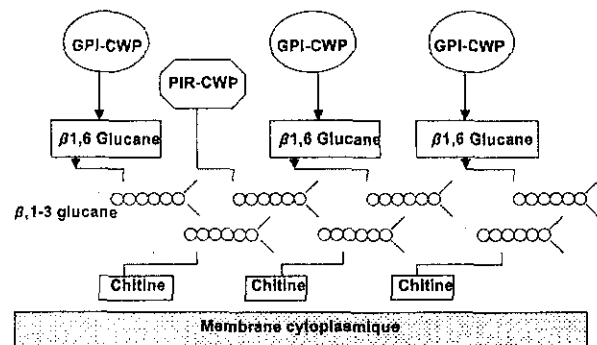 GPI-CWP
GPI-CWP
GPI-CWP
PIR-CWP
β1,6 Glucane
β1,6 Glucane
β1,6 Glucane
β,1-3 glucane
Chitine
Chitine
Chitine
Membrane cytoplasmique